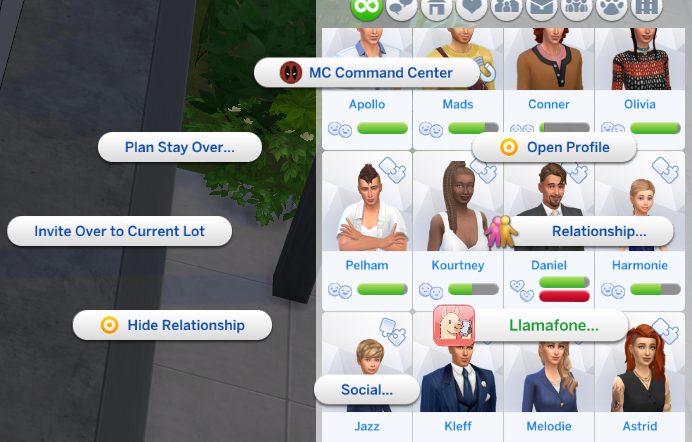 MC Command Center
Apollo
Mads
Conner
Olivia
Plan Stay Over...
Open Profile
Invite Over to Current Lot
Relationship...
Pelham
Kourtney
Daniel
Harmonie
Hide Relationship
Llamafone...
Social...
Jazz
Kleff
Melodie
Astrid